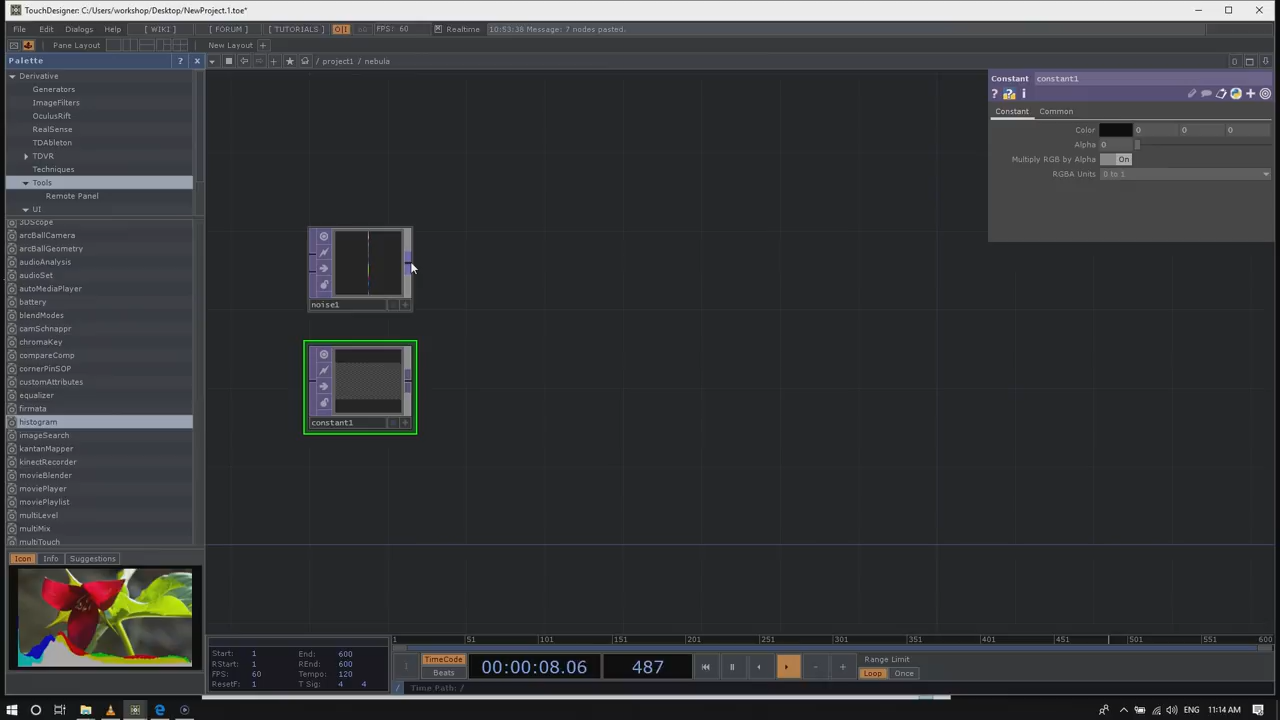 TouchDesigner: C:/Users/workshop/Desktop/NewProject.1.toe*
File Edit Dialogs Help [ WIKI ] [ FORUM ] [ TUTORIALS ] O|I FPS: 60 Realtime 10:53:38 Message: 7 nodes pasted.
Pane Layout New Layout +
Palette ? x
/ project1 / nebula
Derivative
Generators
ImageFilters
OculusRift
RealSense
TDAbleton
TDVR
Techniques
Tools
Remote Panel
UI
3DScope
arcBallCamera
arcBallGeometry
audioAnalysis
audioSet
autoMediaPlayer
battery
blendModes
camSchnappr
chromaKey
compareComp
cornerPinSOP
customAttributes
equalizer
firmata
histogram
imageSearch
kantanMapper
kinectRecorder
movieBlender
moviePlayer
moviePlaylist
multiLevel
multiMix
multiTouch
Icon Info Suggestions
noise1
constant1
Constant constant1
Constant Common
Color 0 0 0
Alpha 0
Multiply RGB by Alpha On
RGBA Units 0 to 1
1 51 101 151 201 251 301 351 401 451 501 551 600
Start: 1 End: 600
RStart: 1 REnd: 600
FPS: 60 Tempo: 120
ResetF: 1 T Sig: 4 4
TimeCode
Beats
00:00:08.06 487
Range Limit
Loop Once
/ Time Path: /
11:14 AM